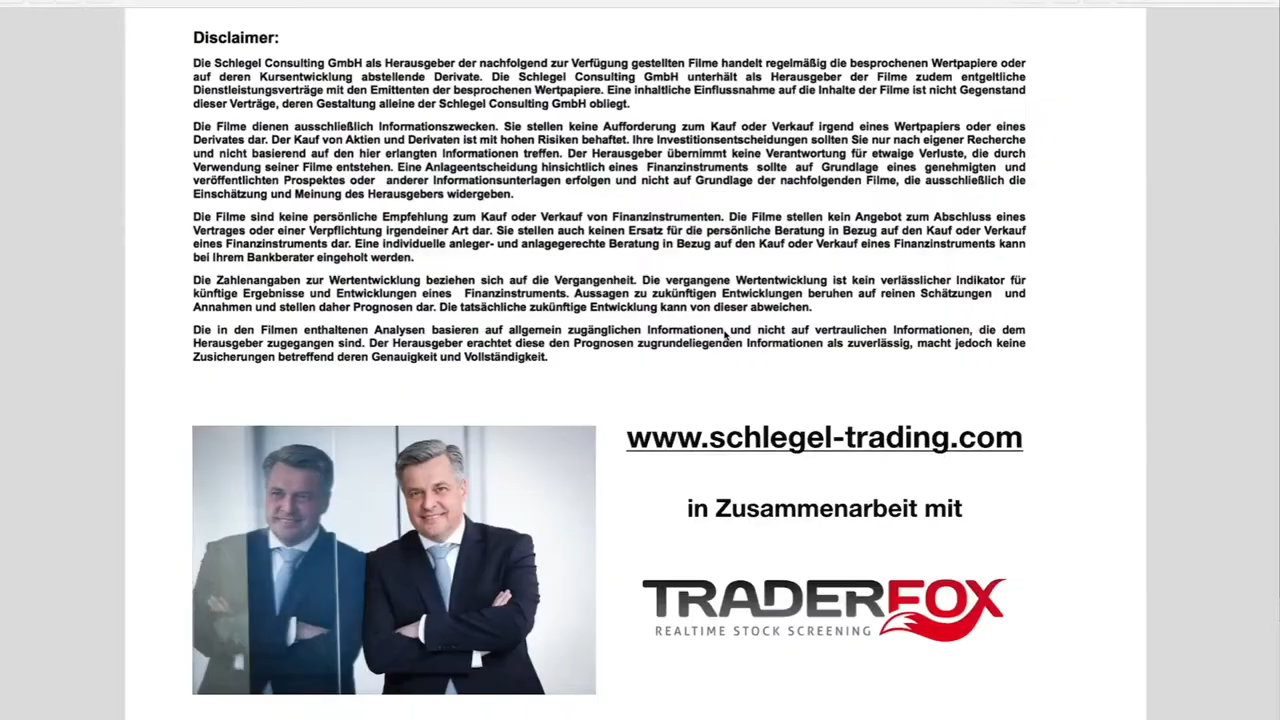 Disclaimer:
Die Schlegel Consulting GmbH als Herausgeber der nachfolgend zur Verfügung gestellten Filme handelt regelmäßig die besprochenen Wertpapiere oder
auf deren Kursentwicklung abstellende Derivate. Die Schlegel Consulting GmbH unterhält als Herausgeber der Filme zudem entgeltliche
Dienstleistungsverträge mit den Emittenten der besprochenen Wertpapiere. Eine inhaltliche Einflussnahme auf die Inhalte der Filme ist nicht Gegenstand
dieser Verträge, deren Gestaltung alleine der Schlegel Consulting GmbH obliegt.
Die Filme dienen ausschließlich Informationszwecken. Sie stellen keine Aufforderung zum Kauf oder Verkauf irgend eines Wertpapiers oder eines
Derivates dar. Der Kauf von Aktien und Derivaten ist mit hohen Risiken behaftet. Ihre Investitionsentscheidungen sollten Sie nur nach eigener Recherche
und nicht basierend auf den hier erlangten Informationen treffen. Der Herausgeber übernimmt keine Verantwortung für etwaige Verluste, die durch
Verwendung seiner Filme entstehen. Eine Anlageentscheidung hinsichtlich eines Finanzinstruments sollte auf Grundlage eines genehmigten und
veröffentlichten Prospektes oder anderer Informationsunterlagen erfolgen und nicht auf Grundlage der nachfolgenden Filme, die ausschließlich die
Einschätzung und Meinung des Herausgebers widergeben.
Die Filme sind keine persönliche Empfehlung zum Kauf oder Verkauf von Finanzinstrumenten. Die Filme stellen kein Angebot zum Abschluss eines
Vertrages oder einer Verpflichtung irgendeiner Art dar. Sie stellen auch keinen Ersatz für die persönliche Beratung in Bezug auf den Kauf oder Verkauf
eines Finanzinstruments dar. Eine individuelle anleger- und anlagegerechte Beratung in Bezug auf den Kauf oder Verkauf eines Finanzinstruments kann
bei Ihrem Bankberater eingeholt werden.
Die Zahlenangaben zur Wertentwicklung beziehen sich auf die Vergangenheit. Die vergangene Wertentwicklung ist kein verlässlicher Indikator für
künftige Ergebnisse und Entwicklungen eines Finanzinstruments. Aussagen zu zukünftigen Entwicklungen beruhen auf reinen Schätzungen und
Annahmen und stellen daher Prognosen dar. Die tatsächliche zukünftige Entwicklung kann von dieser abweichen.
Die in den Filmen enthaltenen Analysen basieren auf allgemein zugänglichen Informationen und nicht auf vertraulichen Informationen, die dem
Herausgeber zugegangen sind. Der Herausgeber erachtet diese den Prognosen zugrundeliegenden Informationen als zuverlässig, macht jedoch keine
Zusicherungen betreffend deren Genauigkeit und Vollständigkeit.
www.schlegel-trading.com
in Zusammenarbeit mit
TRADERFOX
REALTIME STOCK SCREENING